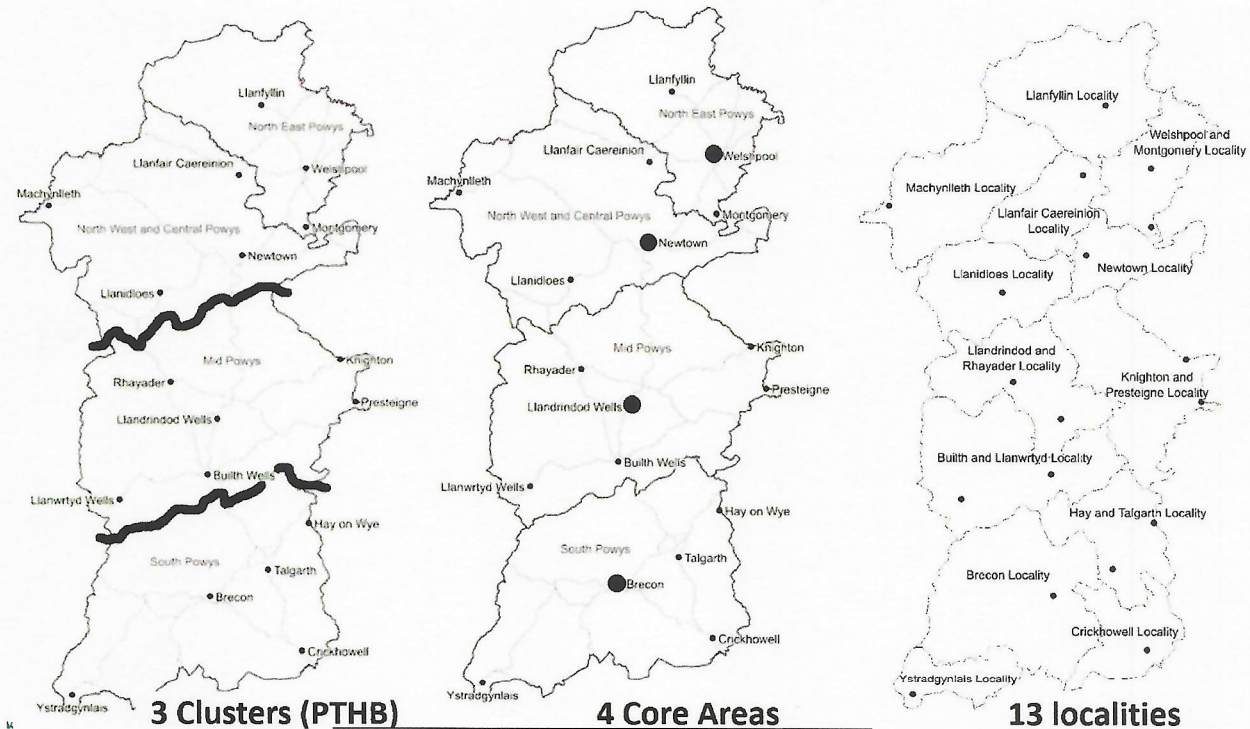 Llanfyllin
North East Powys
Llanfair Caereinion
Welshpool
Machynlleth
North West and Central Powys
Montgomery
Newtown
Llanidloes
Mid Powys
Knighton
Rhayader
Presteigne
Llandrindod Wells
Builth Wells
Llanwrtyd Wells
Hay on Wye
South Powys
Talgarth
Brecon
Crickhowell
Ystradgynlais
3 Clusters (PTHB)
Llanfyllin
North East Powys
Llanfair Caereinion
Welshpool
Machynlleth
North West and Central Powys
Montgomery
Newtown
Llanidloes
Mid Powys
Knighton
Rhayader
Presteigne
Llandrindod Wells
Builth Wells
Llanwrtyd Wells
Hay on Wye
South Powys
Talgarth
Brecon
Crickhowell
Ystradgynlais
4 Core Areas
Llanfyllin Locality
Welshpool and
Montgomery Locality
Machynlleth Locality
Llanfair Caereinion
Locality
Newtown Locality
Llanidloes Locality
Llandrindod and
Rhayader Locality
Knighton and
Presteigne Locality
Builth and Llanwrtyd Locality
Hay and Talgarth Locality
Brecon Locality
Crickhowell Locality
Ystradgynlais Locality
13 localities